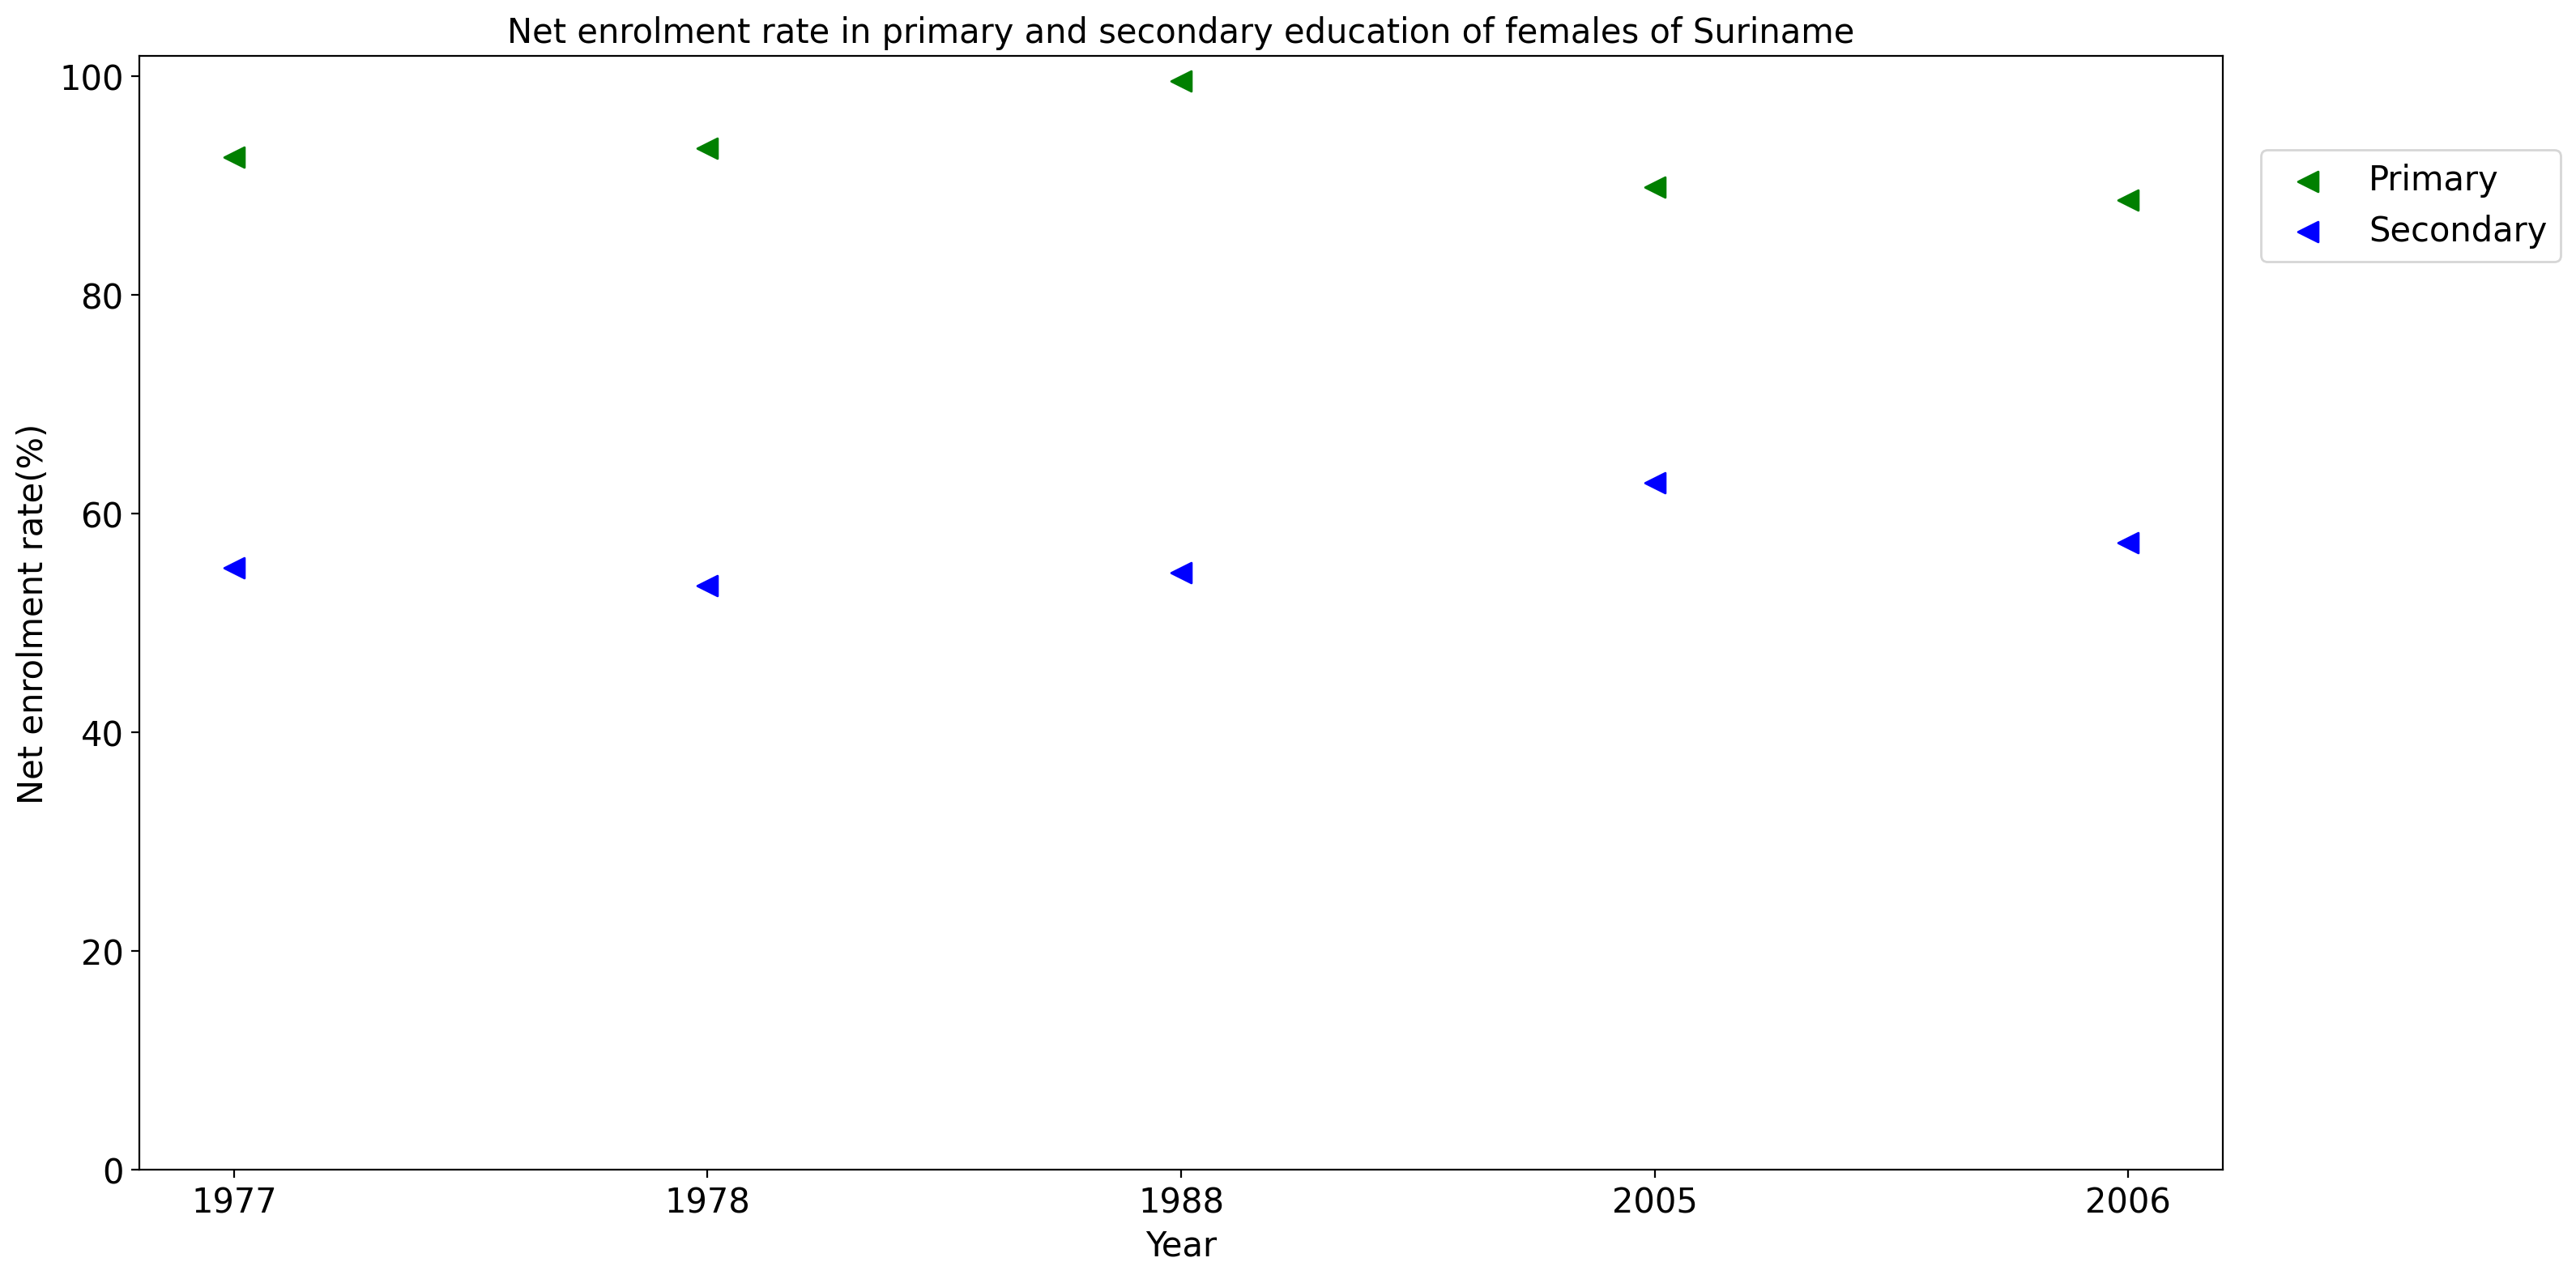 Net enrolment rate in primary and secondary education of females of Suriname
100
80
60
40
20
0
Net enrolment rate(%)
1977 1978 1988 2005 2006
Year
Primary
Secondary